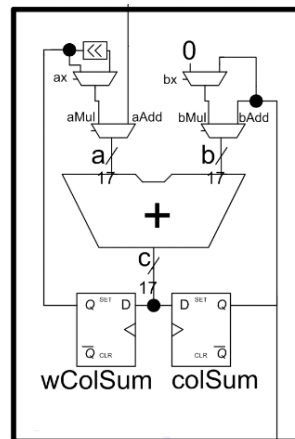 <<
0
ax
bx
aMul aAdd bMul bAdd
a b
17 17
+
c
17
Q SET D D SET Q
Q CLR CLR Q
wColSum colSum